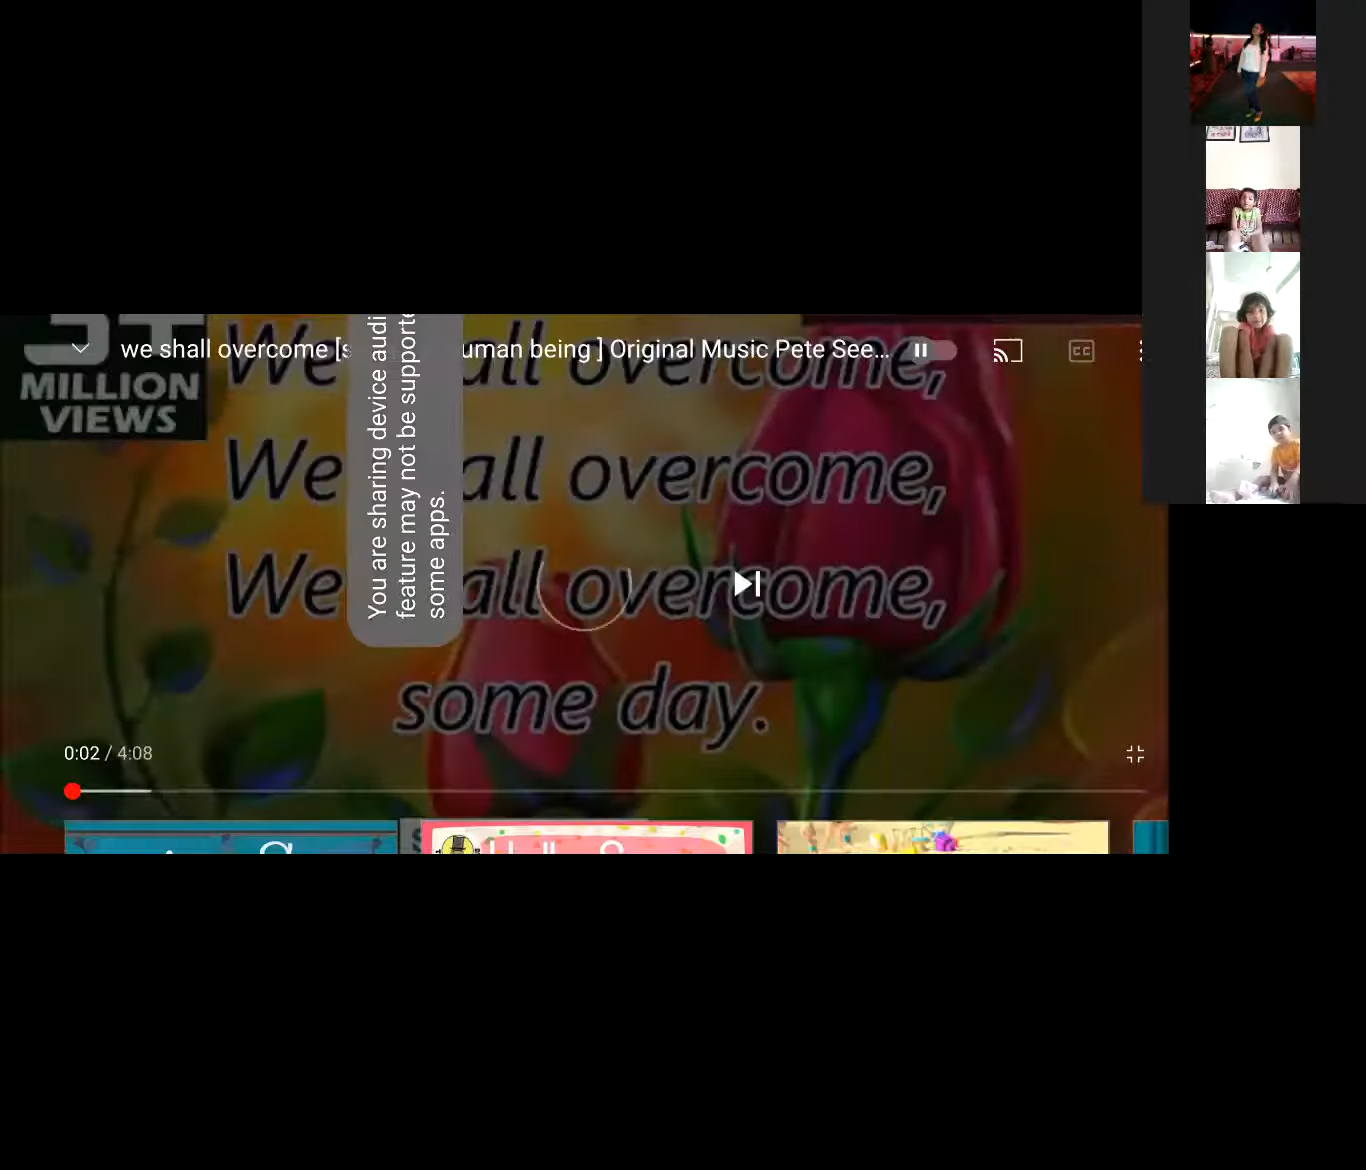 MILLION
VIEWS
we shall overcome [s uman being ] Original Music Pete See...
We all overcome,
We all overcome,
We all overcome,
some day.
You are sharing device audi
feature may not be supporte
some apps.
CC
0:02 / 4:08